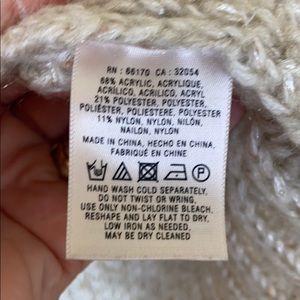 RN : 66170 CA : 32054
68% ACRYLIC, ACRYLIQUE,
ACRÍLICO, ACRILICO, ACRYL
21% POLYESTER, POLYESTER,
POLIÉSTER, POLIESTERE, POLYESTER
11% NYLON, NYLON, NILÓN,
NAILON, NYLON
MADE IN CHINA, HECHO EN CHINA,
FABRIQUÉ EN CHINE
HAND WASH COLD SEPARATELY.
DO NOT TWIST OR WRING.
USE ONLY NON-CHLORINE BLEACH.
RESHAPE AND LAY FLAT TO DRY.
LOW IRON AS NEEDED.
MAY BE DRY CLEANED